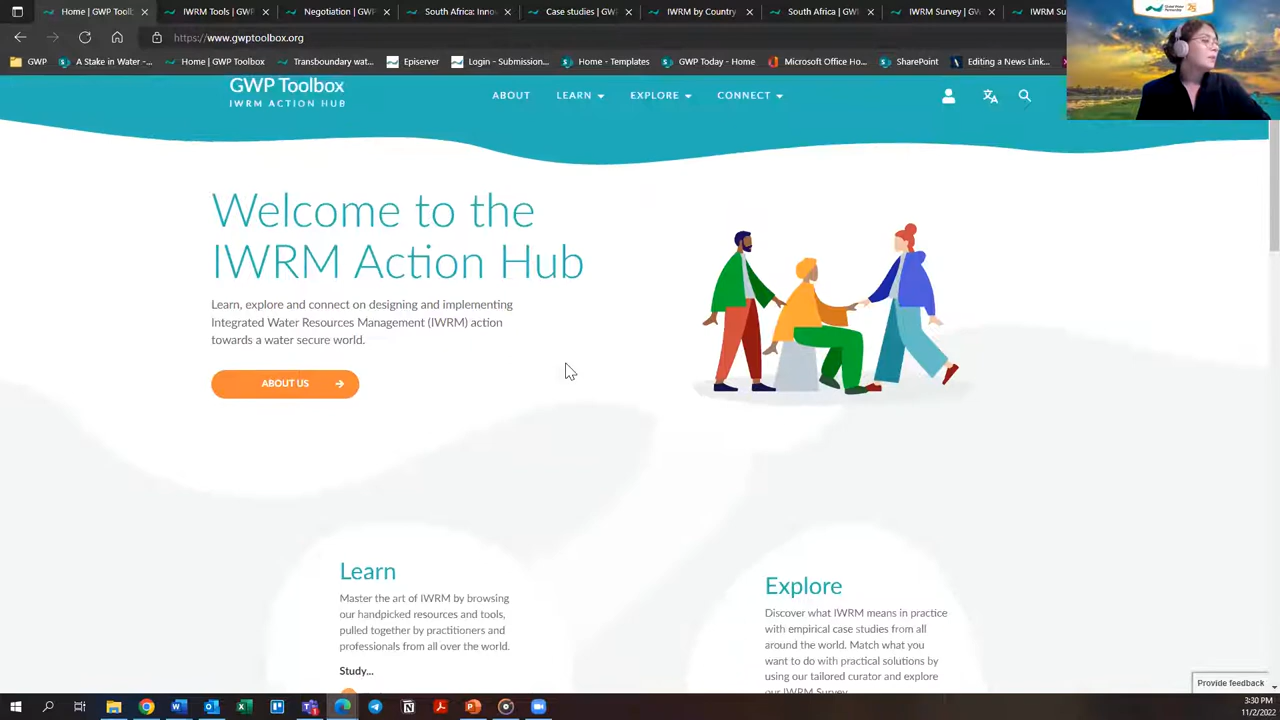 Home | GWP Tool:
IWRM Tools | GWP
Negotiation | GWP
South Africa: Inno
Case studies | GW
IWRM by Country
South Africa | GW
IWRM Survey | GW
IWRM Su
https://www.gwptoolbox.org
GWP
A Stake in Water -...
Home | GWP Toolbox
Transboundary wat...
Episerver
Login - Submission...
Home - Templates
GWP Today - Home
Microsoft Office Ho...
SharePoint
Editing a News Link...
GWP Toolbox
IWRM ACTION HUB
ABOUT
LEARN
EXPLORE
CONNECT
Welcome to the
IWRM Action Hub
Learn, explore and connect on designing and implementing
Integrated Water Resources Management (IWRM) action
towards a water secure world.
ABOUT US
Learn
Master the art of IWRM by browsing
our handpicked resources and tools,
pulled together by practitioners and
professionals from all over the world.
Study...
Explore
Discover what IWRM means in practice
with empirical case studies from all
around the world. Match what you
want to do with practical solutions by
using our tailored curator and explore
our IWRM Survey
Provide feedback
3:30 PM
11/2/2022